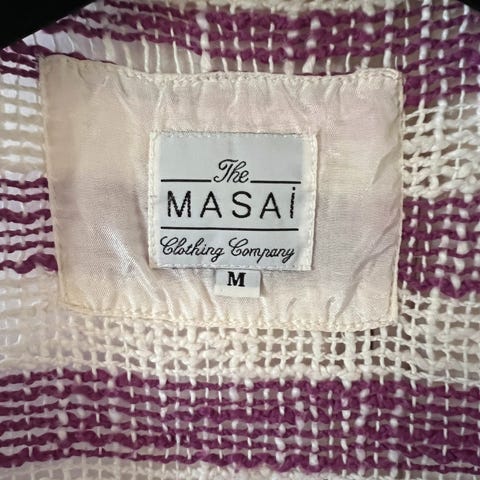 The
MASAi
Clothing Company
M